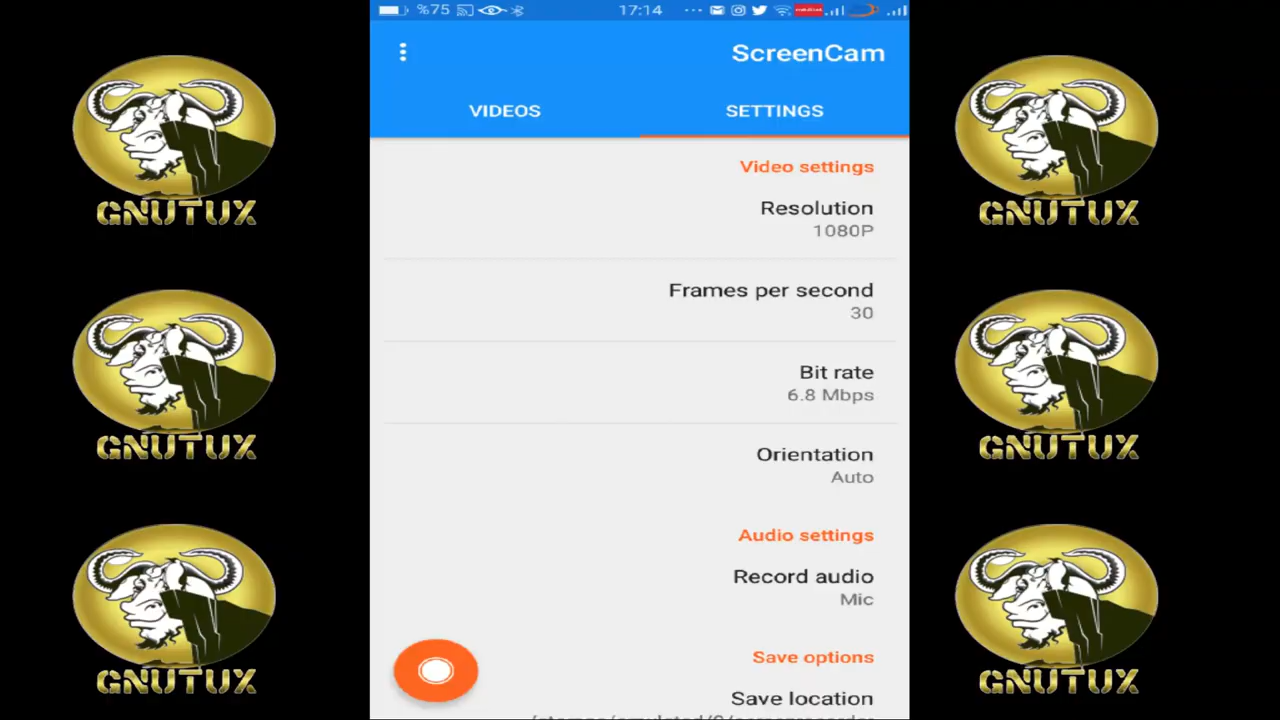 %75
17:14
ScreenCam
VIDEOS
SETTINGS
Video settings
Resolution
1080P
Frames per second
30
Bit rate
6.8 Mbps
Orientation
Auto
Audio settings
Record audio
Mic
Save options
Save location
GNUTUX
GNUTUX
GNUTUX
GNUTUX
GNUTUX
GNUTUX